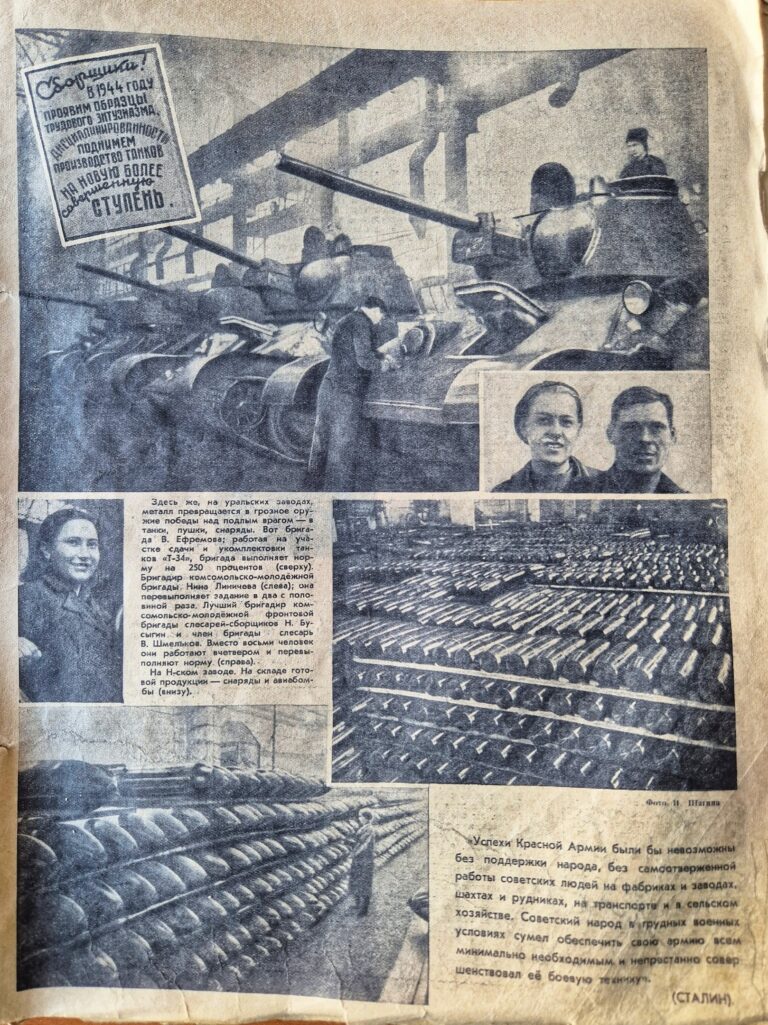 Сборщики!
В 1944 ГОДУ
ПРОЯВИМ ОБРАЗЦЫ
ТРУДОВОГО ЭНТУЗИАЗМА,
ДИСЦИПЛИНИРОВАННОСТИ
ПОДНИМЕМ
ПРОИЗВОДСТВО ТАНКОВ
НА НОВУЮ БОЛЕЕ
совершенную
СТУПЕНЬ.
Здесь же, на уральских заводах,
металл превращается в грозное ору-
жие победы над подлым врагом — в
танки, пушки, снаряды. Вот брига-
да В. Ефремова; работая на уча-
стке сдачи и укомплектовки тан-
ков «Т-34», бригада выполняет нор-
му на 250 процентов (сверху).
Бригадир комсомольско-молодёжной
бригады. Нина Линичева (слева); она
перевыполняет задание в два с поло-
виной раза. Лучший бригадир ком-
сомольско-молодёжной фронтовой
бригады слесарей-сборщиков Н. Бу-
сыгин и член бригады слесарь
В. Шмельков. Вместо восьми человек
они работают вчетвером и перевы-
полняют норму (справа).
На Н-ском заводе. На складе гото-
вой продукции — снаряды и авиабом-
бы (внизу).
Фото И. Шагина
«Успехи Красной Армии были бы невозможны
без поддержки народа, без самоотверженной
работы советских людей на фабриках и заводах,
шахтах и рудниках, на транспорте и в сельском
хозяйстве. Советский народ в трудных военных
условиях сумел обеспечить свою армию всем
минимально необходимым и непрестанно совер
шенствовал её боевую технику».
(СТАЛИН).